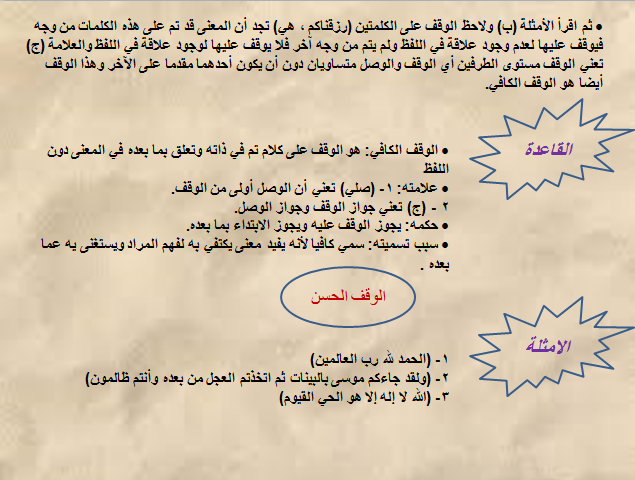 • ثم اقرأ الأمثلة (ب) ولاحظ الوقف على الكلمتين (رزقناكم ، هي) تجد أن المعنى قد تم على هذه الكلمات من وجه
فيوقف عليها لعدم وجود علاقة في اللفظ ولم يتم من وجه آخر فلا يوقف عليها لوجود علاقة في اللفظ والعلامة (ج)
تعني الوقف مستوى الطرفين أي الوقف والوصل متساويان دون أن يكون أحدهما مقدما على الآخر وهذا الوقف
أيضا هو الوقف الكافي.
القاعدة
• الوقف الكافي: هو الوقف على كلام تم في ذاته وتعلق بما بعده في المعنى دون
اللفظ
• علامته: ١- (صلي) تعني أن الوصل أولى من الوقف.
٢ - (ج) تعني جواز الوقف وجواز الوصل.
• حكمه: يجوز الوقف عليه ويجوز الابتداء بما بعده.
• سبب تسميته: سمي كافيا لأنه يفيد معنى يكتفي به لفهم المراد ويستغنى به عما
بعده .
الوقف الحسن
الامثلة
١- (الحمد لله رب العالمين)
٢- (ولقد جاءكم موسى بالبينات ثم اتخذتم العجل من بعده وأنتم ظالمون)
٣- (الله لا إله إلا هو الحي القيوم)